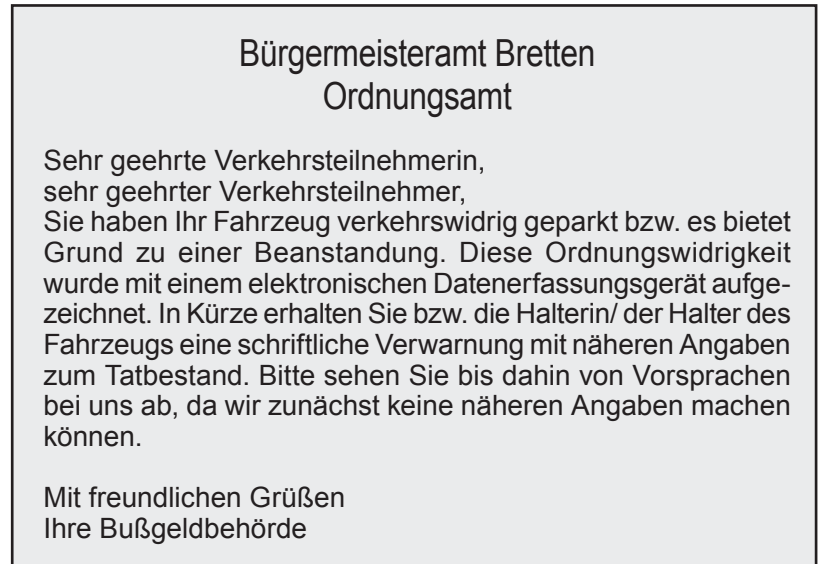 Bürgermeisteramt Bretten
Ordnungsamt
Sehr geehrte Verkehrsteilnehmerin,
sehr geehrter Verkehrsteilnehmer,
Sie haben Ihr Fahrzeug verkehrswidrig geparkt bzw. es bietet
Grund zu einer Beanstandung. Diese Ordnungswidrigkeit
wurde mit einem elektronischen Datenerfassungsgerät aufge-
zeichnet. In Kürze erhalten Sie bzw. die Halterin/ der Halter des
Fahrzeugs eine schriftliche Verwarnung mit näheren Angaben
zum Tatbestand. Bitte sehen Sie bis dahin von Vorsprachen
bei uns ab, da wir zunächst keine näheren Angaben machen
können.
Mit freundlichen Grüßen
Ihre Bußgeldbehörde